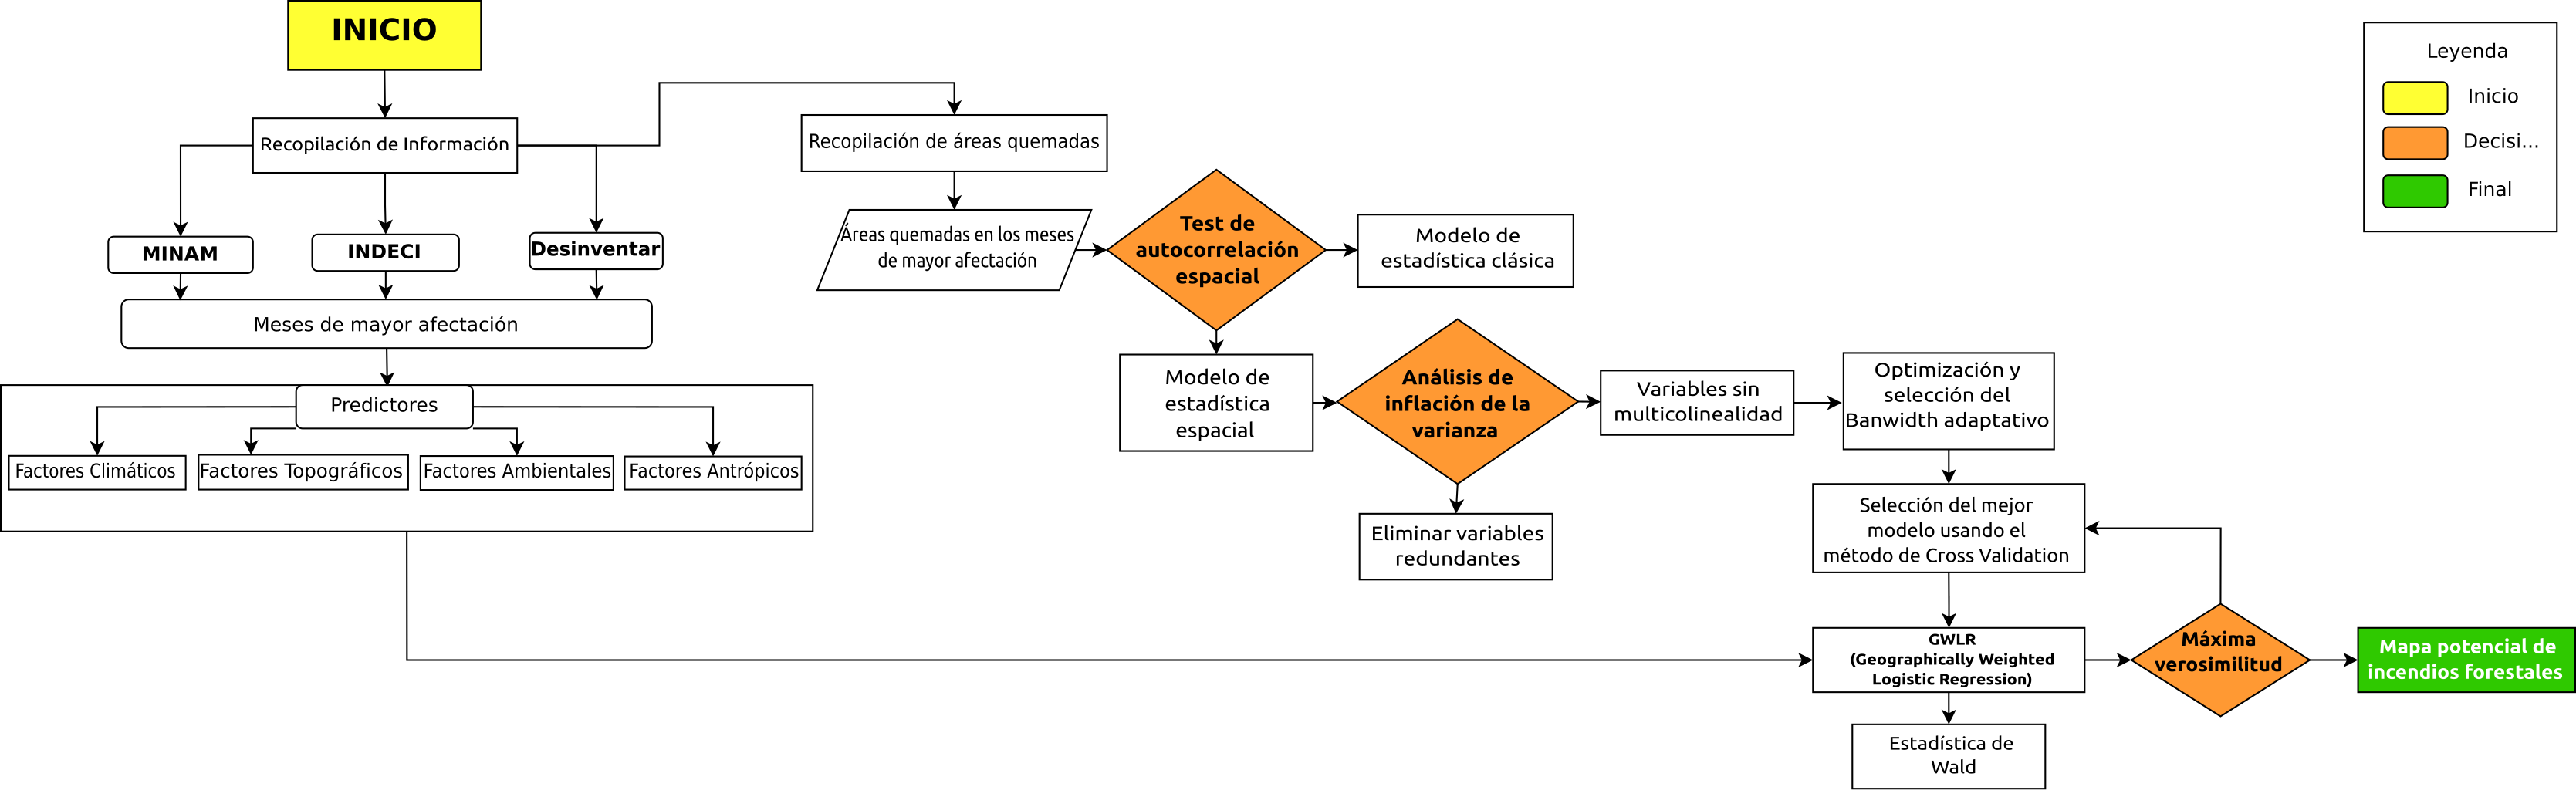 INICIO
Recopilación de Información
MINAM
INDECI
Desinventar
Meses de mayor afectación
Predictores
Factores Climáticos
Factores Topográficos
Factores Ambientales
Factores Antrópicos
Recopilación de áreas quemadas
Áreas quemadas en los meses
de mayor afectación
Test de
autocorrelación
espacial
Modelo de
estadística clásica
Modelo de
estadística
espacial
Análisis de
inflación de la
varianza
Eliminar variables
redundantes
Variables sin
multicolinealidad
Optimización y
selección del
Banwidth adaptativo
Selección del mejor
modelo usando el
método de Cross Validation
GWLR
(Geographically Weighted
Logistic Regression)
Estadística de
Wald
Máxima
verosimilitud
Mapa potencial de
incendios forestales
Leyenda
Inicio
Decisi...
Final